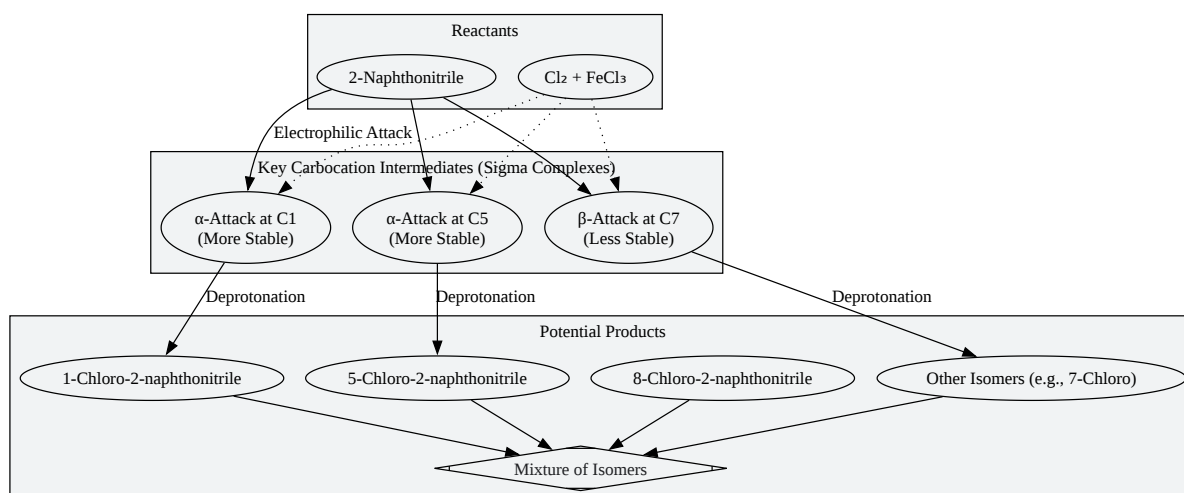 Reactants
2-Naphthonitrile
Cl₂ + FeCl₃
Electrophilic Attack
Key Carbocation Intermediates (Sigma Complexes)
α-Attack at C1
(More Stable)
α-Attack at C5
(More Stable)
β-Attack at C7
(Less Stable)
Deprotonation
Deprotonation
Deprotonation
Potential Products
1-Chloro-2-naphthonitrile
5-Chloro-2-naphthonitrile
8-Chloro-2-naphthonitrile
Other Isomers (e.g., 7-Chloro)
Mixture of Isomers